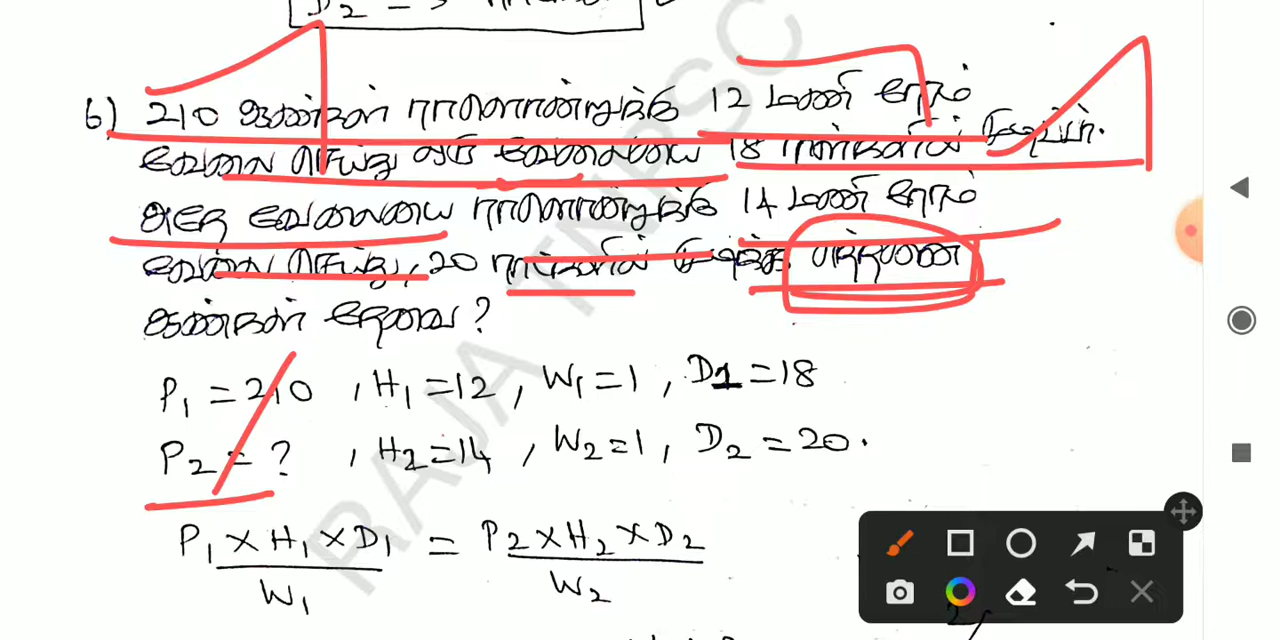 6) 210 ஆண்கள் நாளொன்றுக்கு 12 மணி நேரம்
வேலை செய்து ஒரு வேலையை 18 நாள்களில் முடிப்பர்.
அதே வேலையை நாளொன்றுக்கு 14 மணி நேரம்
வேலை செய்து, 20 நாட்களில் முடிக்க எத்தனை
ஆண்கள் தேவை?
P₁ = 210 , H₁ = 12 , W₁ = 1 , D1 = 18
P₂ = ? , H₂ = 14 , W₂ = 1 , D₂ = 20.
P₁ × H₁ × D₁ / W₁ = P₂ × H₂ × D₂ / W₂
RAJA TNPSC